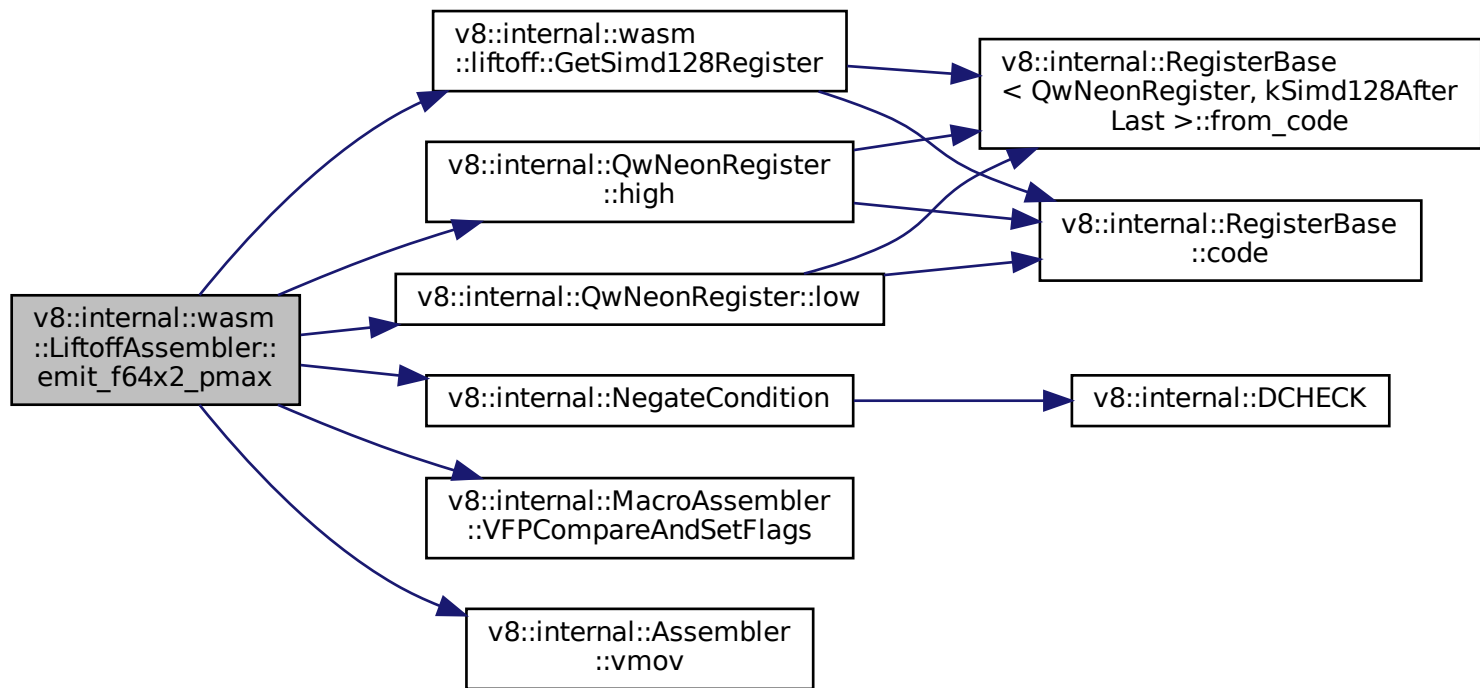 v8::internal::wasm
::LiftoffAssembler::
emit_f64x2_pmax
v8::internal::wasm
::liftoff::GetSimd128Register
v8::internal::QwNeonRegister
::high
v8::internal::QwNeonRegister::low
v8::internal::NegateCondition
v8::internal::MacroAssembler
::VFPCompareAndSetFlags
v8::internal::Assembler
::vmov
v8::internal::RegisterBase
< QwNeonRegister, kSimd128After
Last >::from_code
v8::internal::RegisterBase
::code
v8::internal::DCHECK